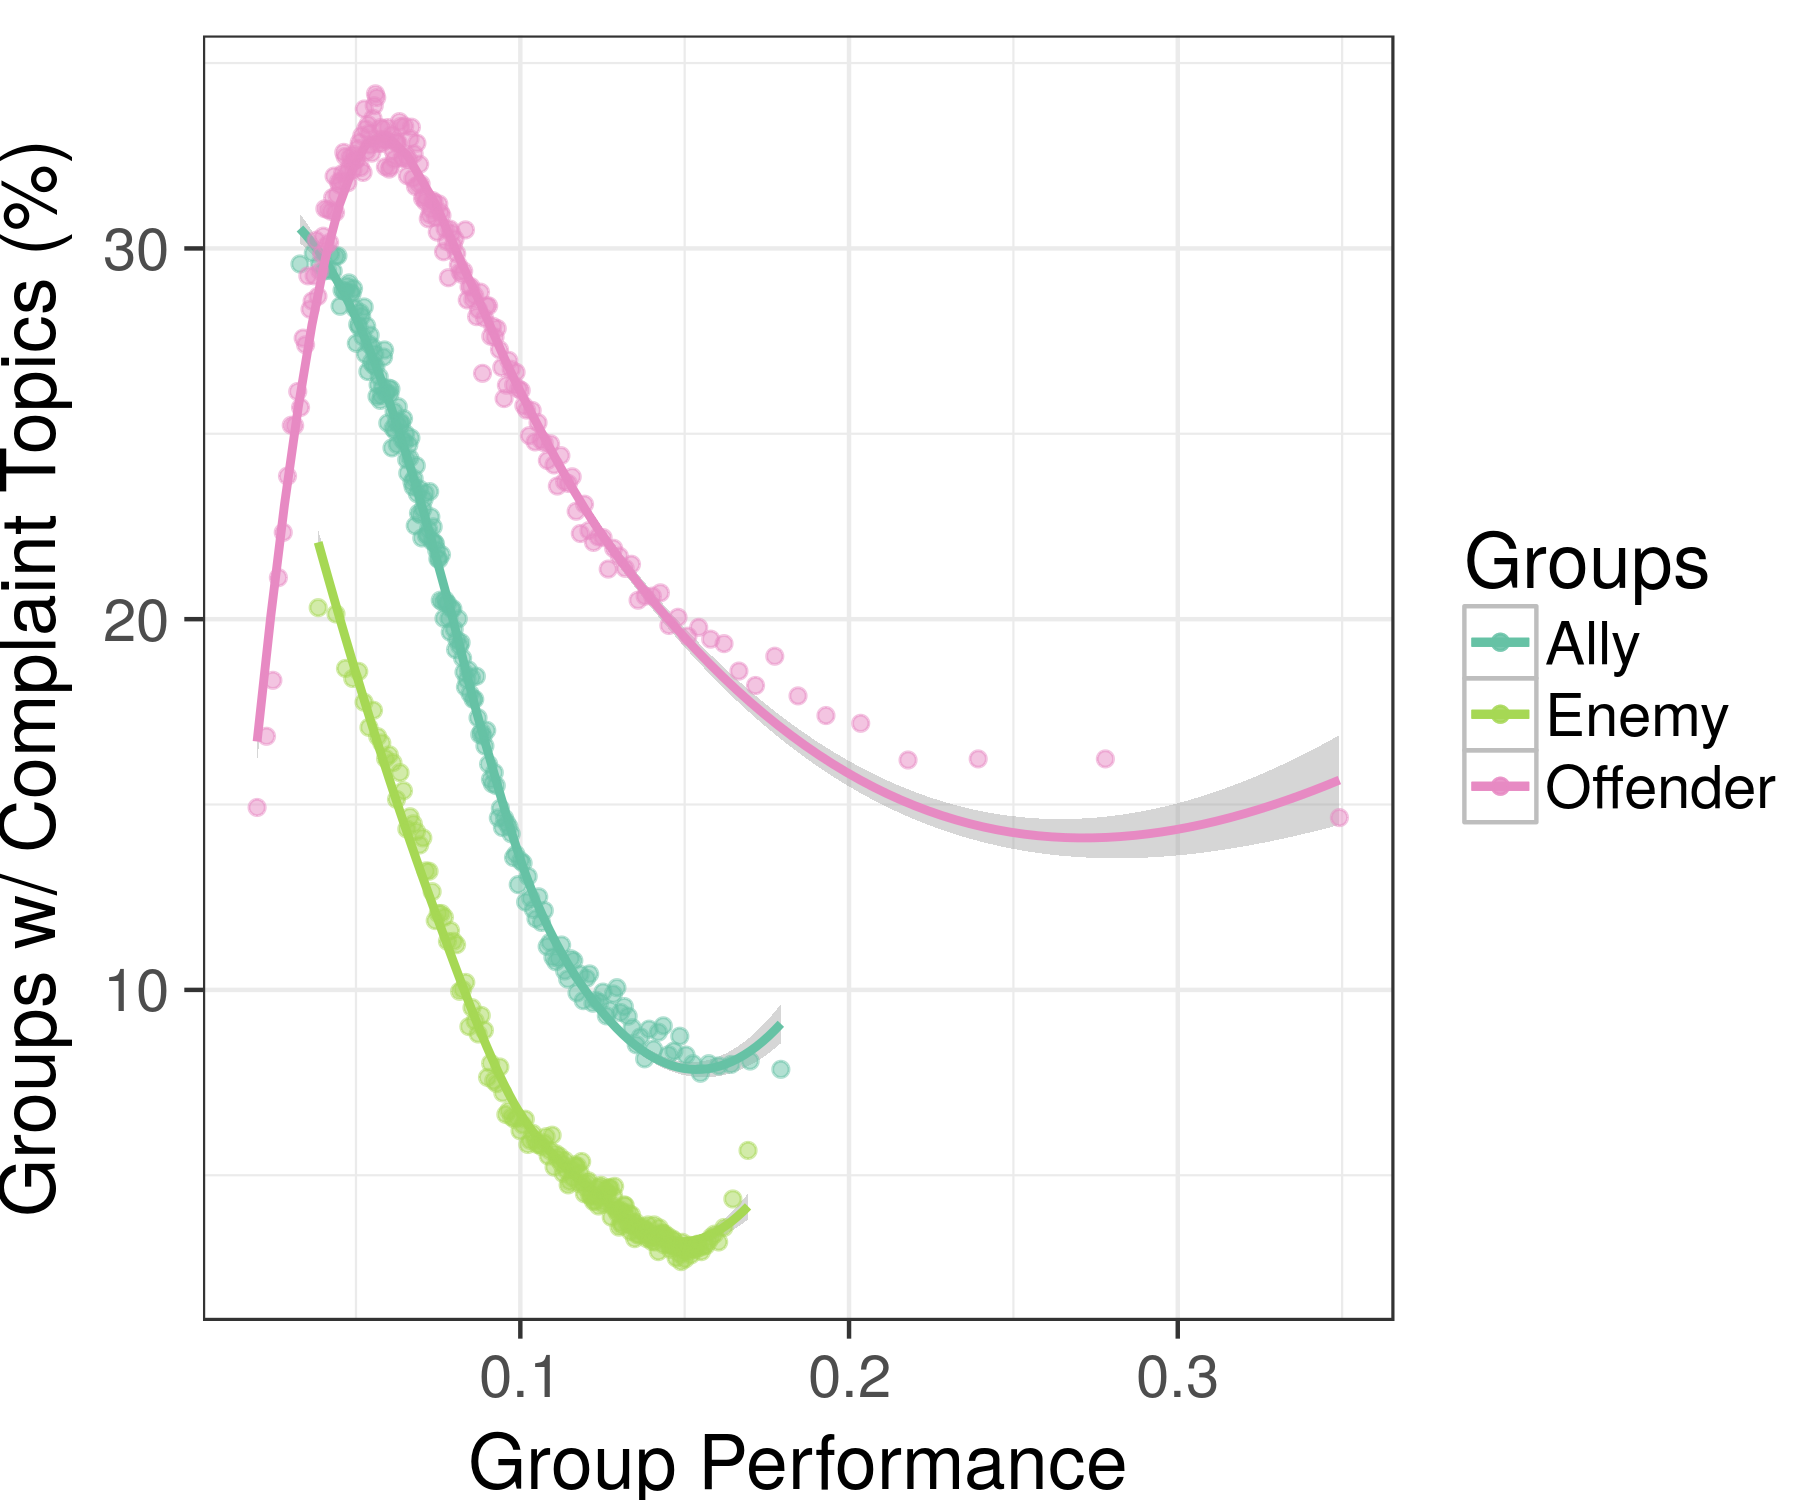 Groups w/ Complaint Topics (%)
30
20
10
0.1 0.2 0.3
Group Performance
Groups
Ally
Enemy
Offender